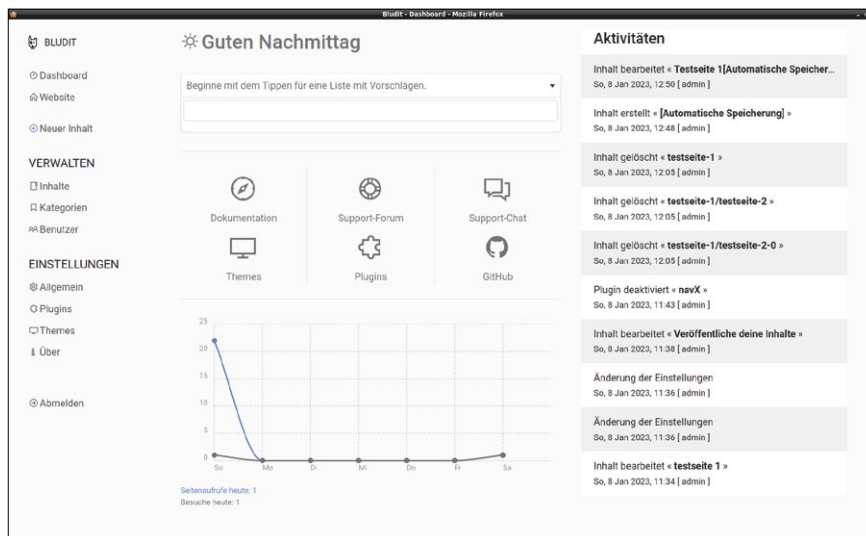 Bludit - Dashboard - Mozilla Firefox
BLUDIT
Dashboard
Website
Neuer Inhalt
VERWALTEN
Inhalte
Kategorien
Benutzer
EINSTELLUNGEN
Allgemein
Plugins
Themes
Über
Abmelden
Guten Nachmittag
Beginne mit dem Tippen für eine Liste mit Vorschlägen.
Dokumentation
Support-Forum
Support-Chat
Themes
Plugins
GitHub
25
20
15
10
5
0
So Mo Di Mi Do Fr Sa
Seitenaufrufe heute: 1
Besuche heute: 1
Aktivitäten
Inhalt bearbeitet « Testseite 1[Automatische Speicher...
So, 8 Jan 2023, 12:50 [ admin ]
Inhalt erstellt « [Automatische Speicherung] »
So, 8 Jan 2023, 12:48 [ admin ]
Inhalt gelöscht « testseite-1 »
So, 8 Jan 2023, 12:05 [ admin ]
Inhalt gelöscht « testseite-1/testseite-2 »
So, 8 Jan 2023, 12:05 [ admin ]
Inhalt gelöscht « testseite-1/testseite-2-0 »
So, 8 Jan 2023, 12:05 [ admin ]
Plugin deaktiviert « navX »
So, 8 Jan 2023, 11:43 [ admin ]
Inhalt bearbeitet « Veröffentliche deine Inhalte »
So, 8 Jan 2023, 11:38 [ admin ]
Änderung der Einstellungen
So, 8 Jan 2023, 11:36 [ admin ]
Änderung der Einstellungen
So, 8 Jan 2023, 11:36 [ admin ]
Inhalt bearbeitet « testseite 1 »
So, 8 Jan 2023, 11:34 [ admin ]